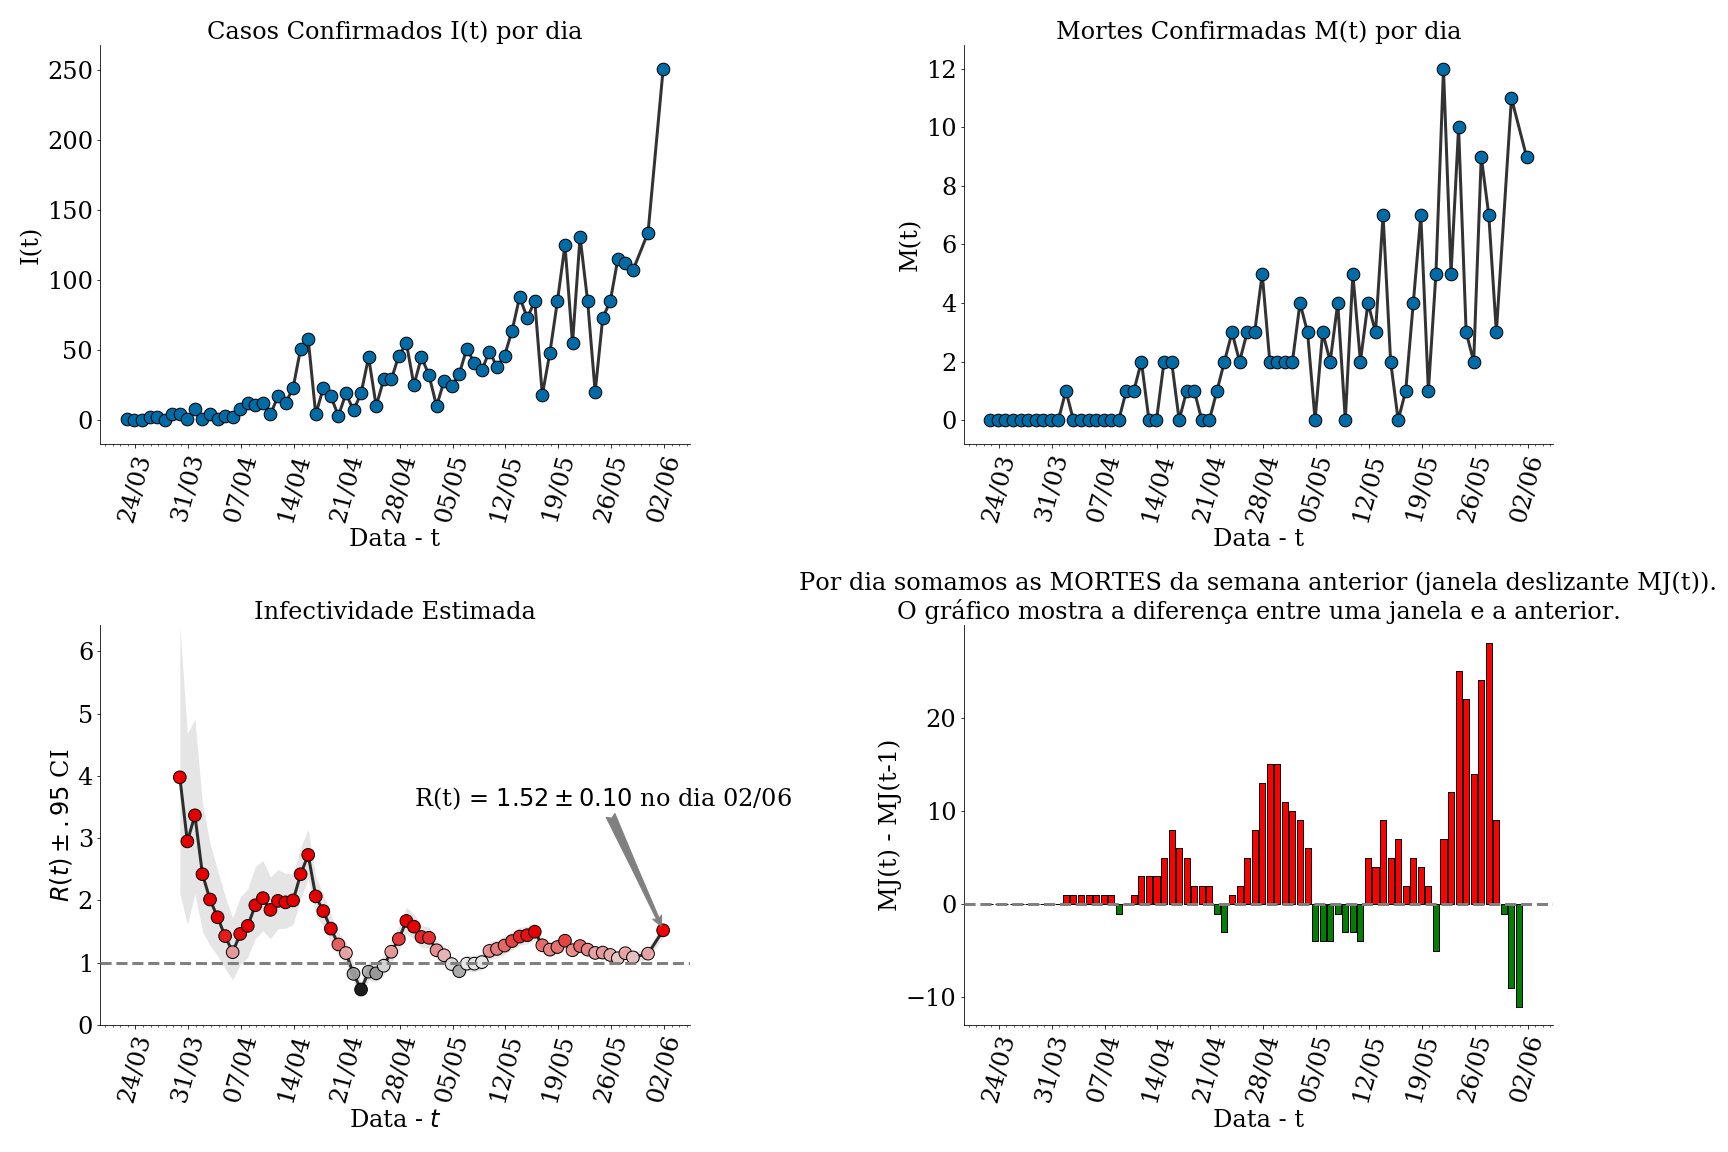 Casos Confirmados I(t) por dia
I(t)
250
200
150
100
50
0
24/03 31/03 07/04 14/04 21/04 28/04 05/05 12/05 19/05 26/05 02/06
Data - t
Mortes Confirmadas M(t) por dia
M(t)
12
10
8
6
4
2
0
24/03 31/03 07/04 14/04 21/04 28/04 05/05 12/05 19/05 26/05 02/06
Data - t
Infectividade Estimada
R(t) ± .95 CI
6
5
4
3
2
1
0
R(t) = 1.52 ± 0.10 no dia 02/06
24/03 31/03 07/04 14/04 21/04 28/04 05/05 12/05 19/05 26/05 02/06
Data - t
Por dia somamos as MORTES da semana anterior (janela deslizante MJ(t)).
O gráfico mostra a diferença entre uma janela e a anterior.
MJ(t) - MJ(t-1)
20
10
0
−10
24/03 31/03 07/04 14/04 21/04 28/04 05/05 12/05 19/05 26/05 02/06
Data - t